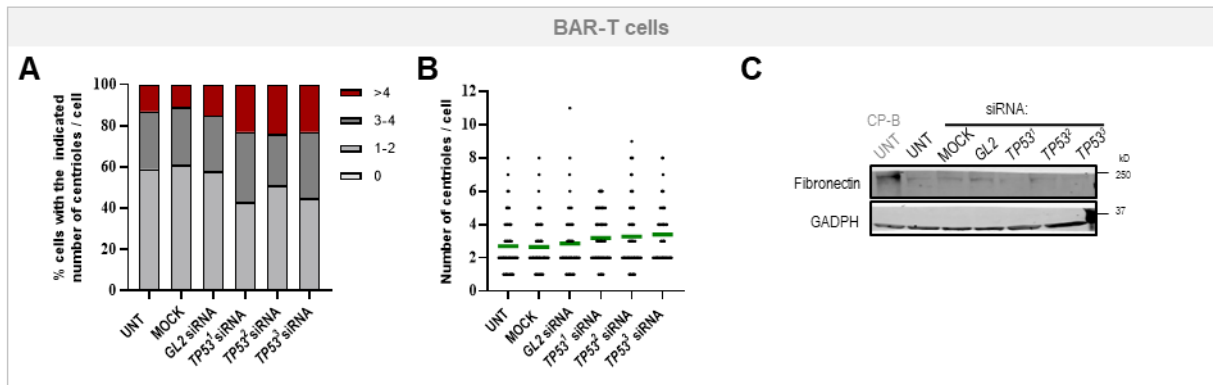 BAR-T cells
A
% cells with the indicated
number of centrioles / cell
100
80
60
40
20
0
UNT
MOCK
GL2 siRNA
TP53¹ siRNA
TP53² siRNA
TP53³ siRNA
>4
3-4
1-2
0
B
Number of centrioles / cell
12
10
8
6
4
2
0
UNT
MOCK
GL2 siRNA
TP53¹ siRNA
TP53² siRNA
TP53³ siRNA
C
siRNA:
CP-B
UNT
UNT
MOCK
GL2
TP53¹
TP53²
TP53³
kD
Fibronectin
250
GADPH
37